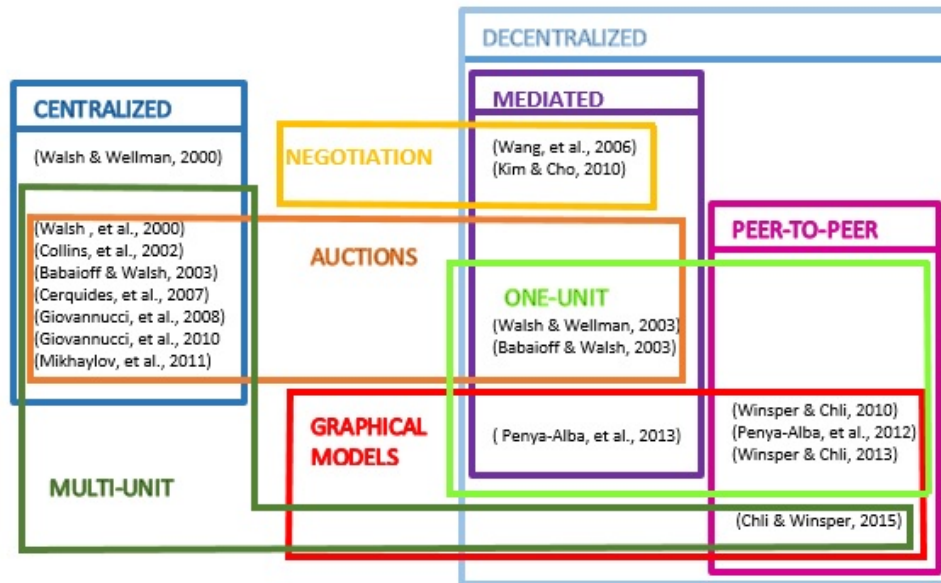 DECENTRALIZED
CENTRALIZED
MEDIATED
(Walsh & Wellman, 2000)
NEGOTIATION
(Wang, et al., 2006)
(Kim & Cho, 2010)
(Walsh , et al., 2000)
(Collins, et al., 2002)
(Babaioff & Walsh, 2003)
(Cerquides, et al., 2007)
(Giovannucci, et al., 2008)
(Giovannucci, et al., 2010
(Mikhaylov, et al., 2011)
AUCTIONS
PEER-TO-PEER
ONE-UNIT
(Walsh & Wellman, 2003)
(Babaioff & Walsh, 2003)
GRAPHICAL
MODELS
( Penya-Alba, et al., 2013)
(Winsper & Chli, 2010)
(Penya-Alba, et al., 2012)
(Winsper & Chli, 2013)
MULTI-UNIT
(Chli & Winsper, 2015)